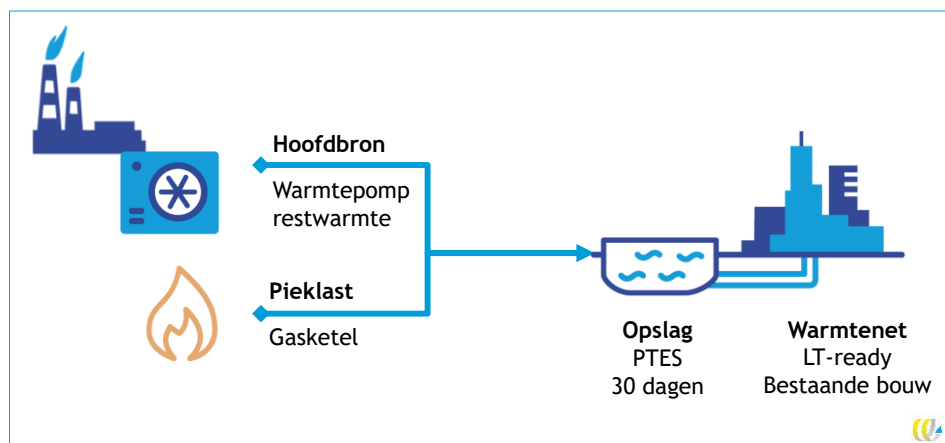 Hoofdbron
Warmtepomp
restwarmte
Pieklast
Gasketel
Opslag
PTES
30 dagen
Warmtenet
LT-ready
Bestaande bouw